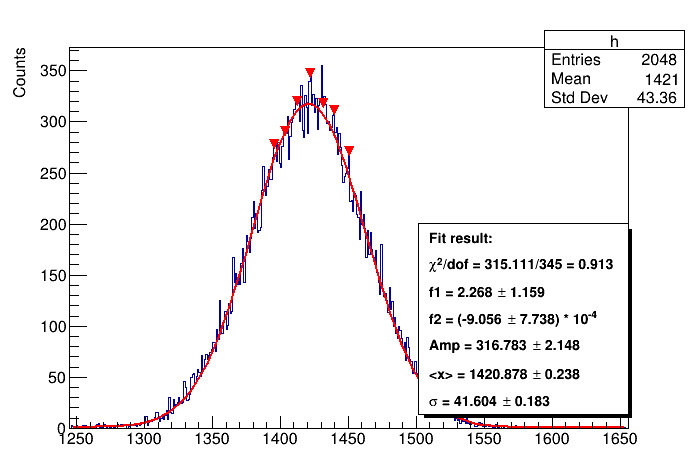 h
Entries 2048
Mean 1421
Std Dev 43.36
Counts
350
300
250
200
150
100
50
0
Fit result:
χ²/dof = 315.111/345 = 0.913
f1 = 2.268 ± 1.159
f2 = (-9.056 ± 7.738) * 10⁻⁴
Amp = 316.783 ± 2.148
<x> = 1420.878 ± 0.238
σ = 41.604 ± 0.183
1250 1300 1350 1400 1450 1500 1550 1600 1650